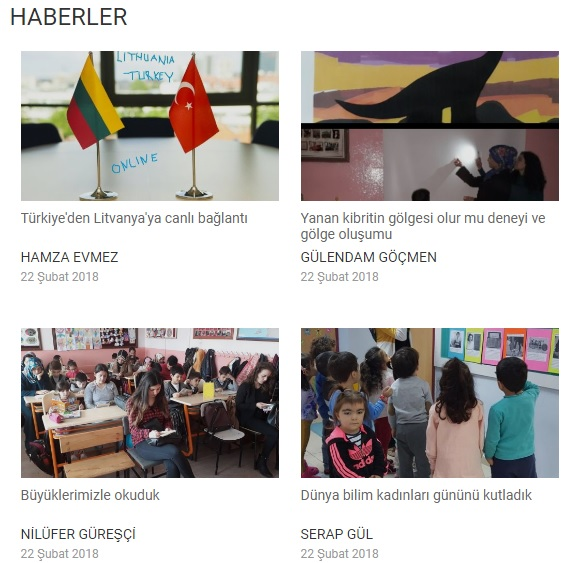 HABERLER
LITHUANIA
TURKEY
ONLINE
Türkiye'den Litvanya'ya canlı bağlantı
HAMZA EVMEZ
22 Şubat 2018
Yanan kibritin gölgesi olur mu deneyi ve
gölge oluşumu
GÜLENDAM GÖÇMEN
22 Şubat 2018
Büyüklerimizle okuduk
NİLÜFER GÜREŞÇİ
22 Şubat 2018
Dünya bilim kadınları gününü kutladık
SERAP GÜL
22 Şubat 2018